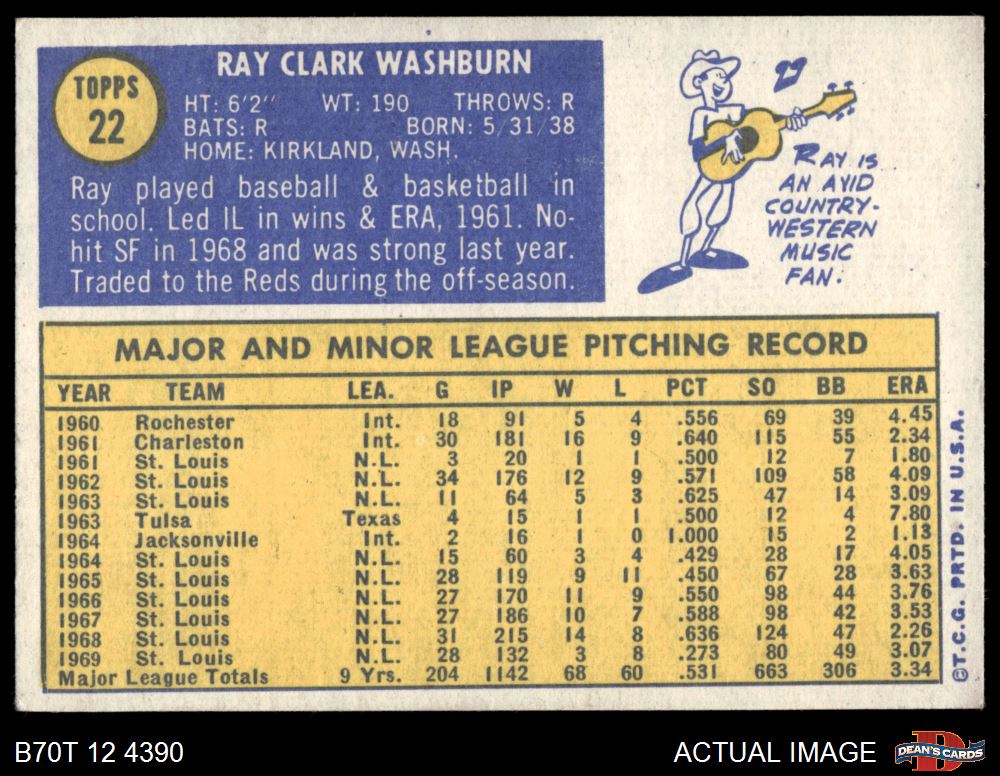 RAY CLARK WASHBURN
TOPPS
22
HT: 6'2" WT: 190 THROWS: R
BATS: R BORN: 5/31/38
HOME: KIRKLAND, WASH.
Ray played baseball & basketball in
school. Led IL in wins & ERA, 1961. No-
hit SF in 1968 and was strong last year.
Traded to the Reds during the off-season.
RAY IS
AN AVID
COUNTRY-
WESTERN
MUSIC
FAN.
MAJOR AND MINOR LEAGUE PITCHING RECORD
YEAR TEAM LEA. G IP W L PCT SO BB ERA
1960 Rochester Int. 18 91 5 4 .556 69 39 4.45
1961 Charleston Int. 30 181 16 9 .640 115 55 2.34
1961 St. Louis N.L. 3 20 1 1 .500 12 7 1.80
1962 St. Louis N.L. 34 176 12 9 .571 109 58 4.09
1963 St. Louis N.L. 11 64 5 3 .625 47 14 3.09
1963 Tulsa Texas 4 15 1 1 .500 12 4 7.80
1964 Jacksonville Int. 2 16 1 0 1.000 15 2 1.13
1964 St. Louis N.L. 15 60 3 4 .429 28 17 4.05
1965 St. Louis N.L. 28 119 9 11 .450 67 28 3.63
1966 St. Louis N.L. 27 170 11 9 .550 98 44 3.76
1967 St. Louis N.L. 27 186 10 7 .588 98 42 3.53
1968 St. Louis N.L. 31 215 14 8 .636 124 47 2.26
1969 St. Louis N.L. 28 132 3 8 .273 80 49 3.07
Major League Totals 9 Yrs. 204 1142 68 60 .531 663 306 3.34
©T.C.G. PRTD. IN U.S.A.
B70T 12 4390
ACTUAL IMAGE
DEAN'S CARDS